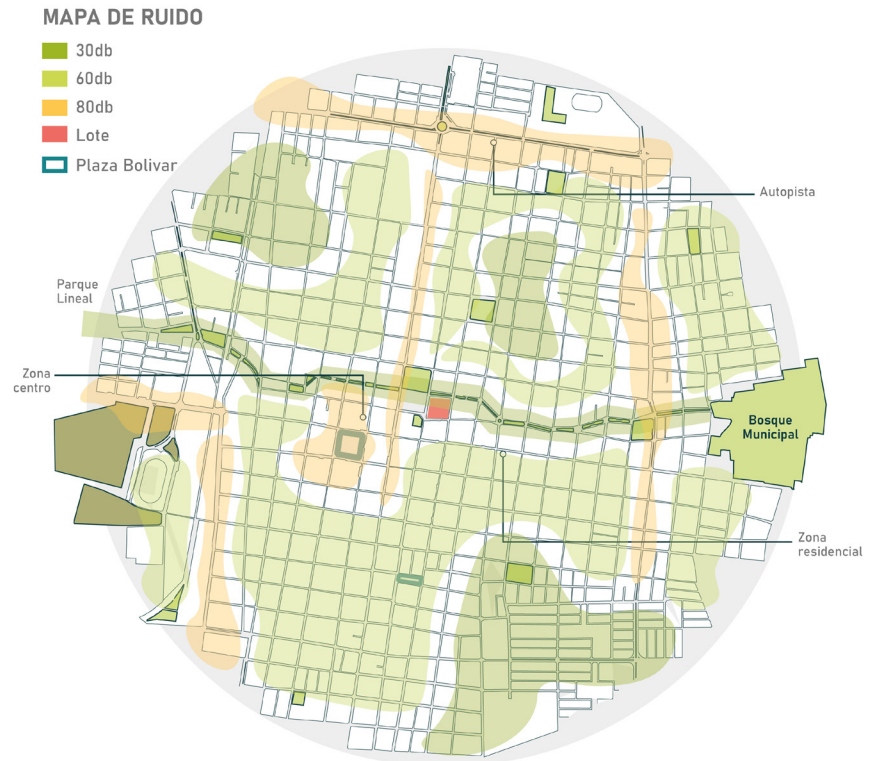 MAPA DE RUIDO
30db
60db
80db
Lote
Plaza Bolivar
Autopista
Parque
Lineal
Zona
centro
Bosque
Municipal
Zona
residencial